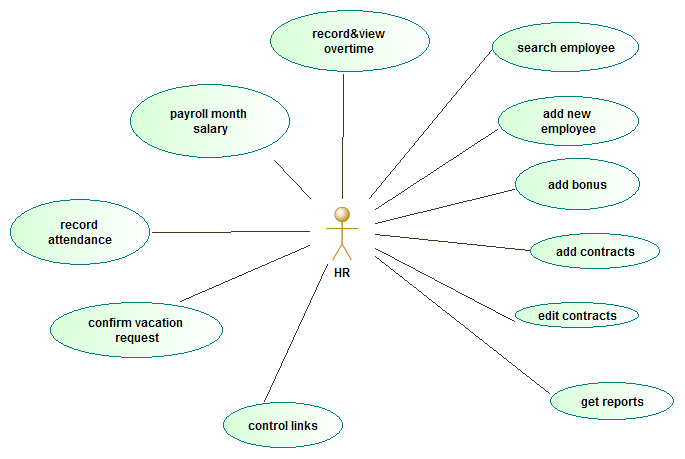 record&view
overtime
search employee
payroll month
salary
add new
employee
add bonus
record
attendance
HR
add contracts
confirm vacation
request
edit contracts
get reports
control links